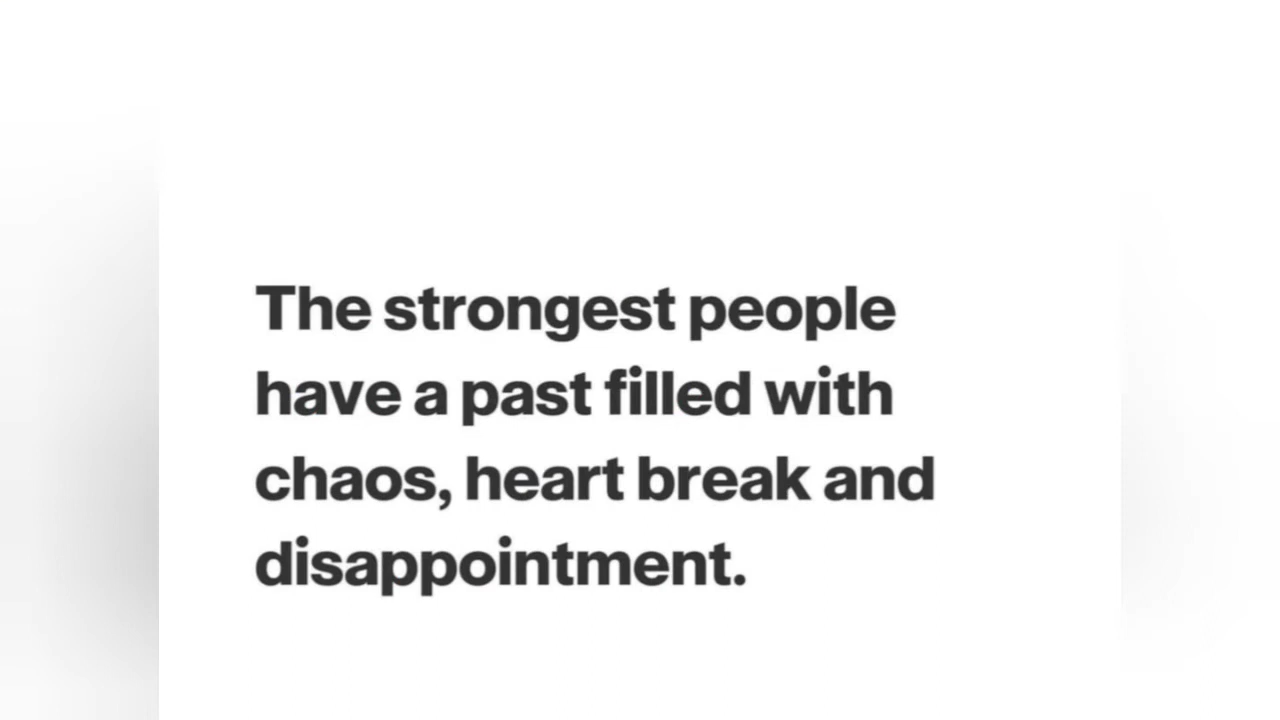 The strongest people
have a past filled with
chaos, heart break and
disappointment.